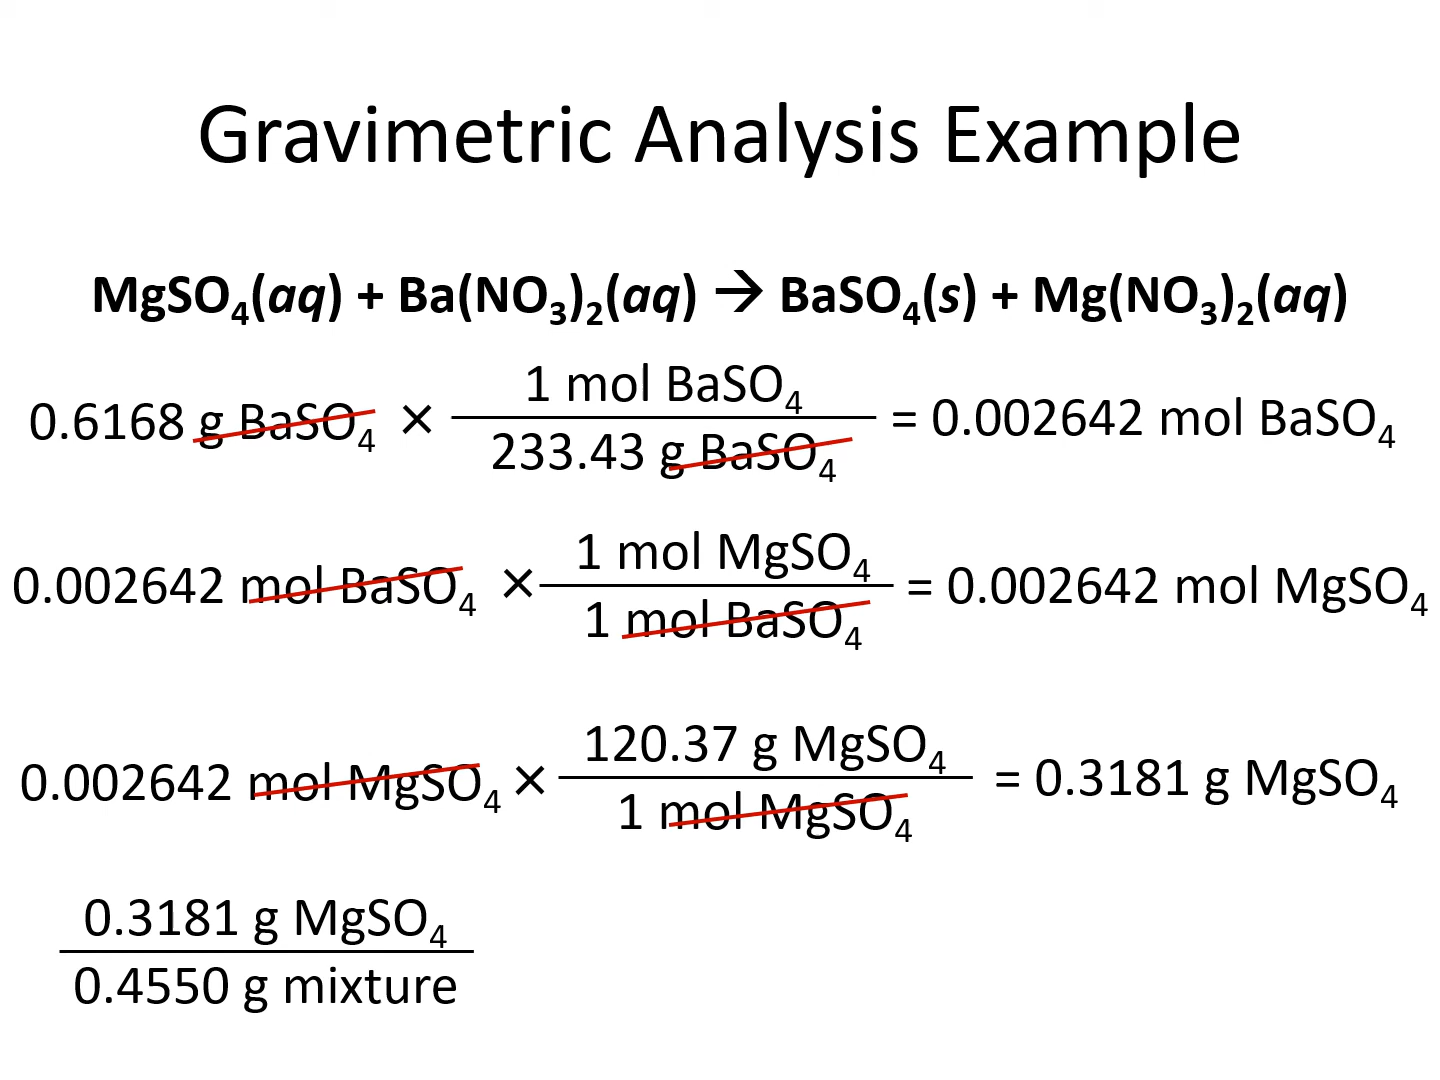 Gravimetric Analysis Example
MgSO₄(aq) + Ba(NO₃)₂(aq) → BaSO₄(s) + Mg(NO₃)₂(aq)
1 mol BaSO₄
0.6168 g BaSO₄ × = 0.002642 mol BaSO₄
233.43 g BaSO₄
1 mol MgSO₄
0.002642 mol BaSO₄ × = 0.002642 mol MgSO₄
1 mol BaSO₄
120.37 g MgSO₄
0.002642 mol MgSO₄ × = 0.3181 g MgSO₄
1 mol MgSO₄
0.3181 g MgSO₄
0.4550 g mixture